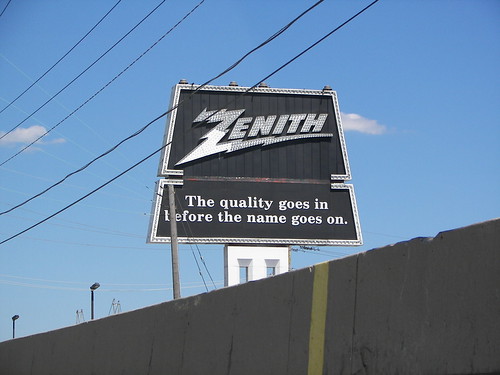 ZENITH
The quality goes in
before the name goes on.